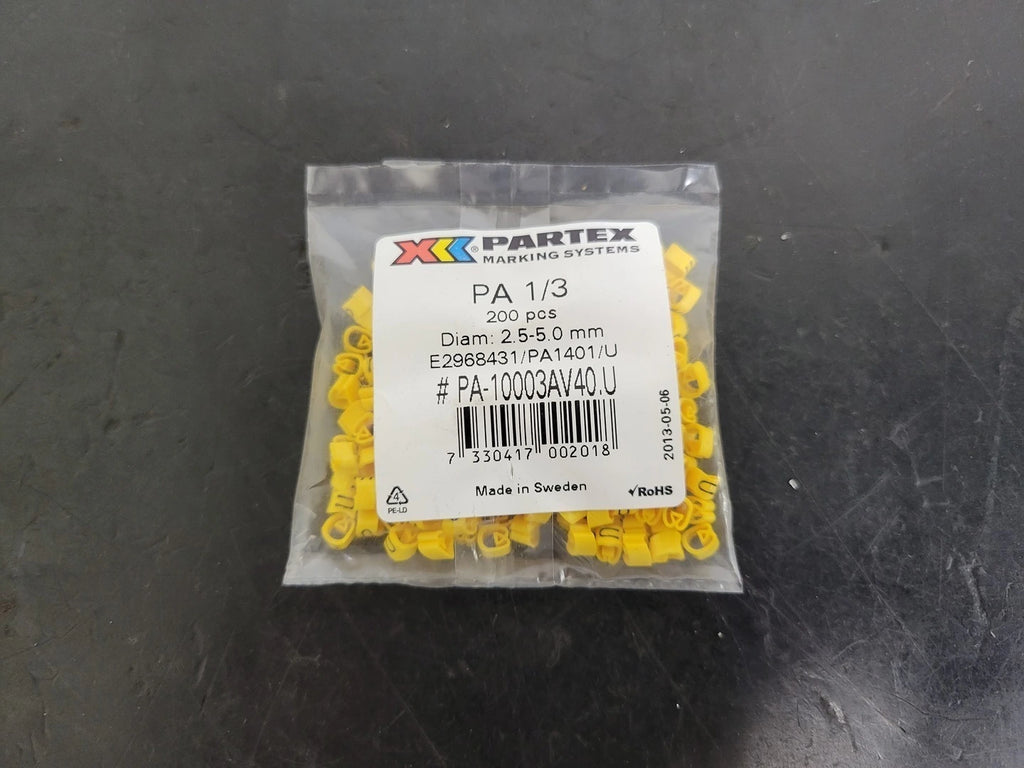 PARTEX
®
MARKING SYSTEMS
PA 1/3
200 pcs
Diam: 2.5-5.0 mm
E2968431/PA1401/U
# PA-10003AV40.U
7 330417 002018
2013-05-06
Made in Sweden
4
PE-LD
√RoHS
U
U
U